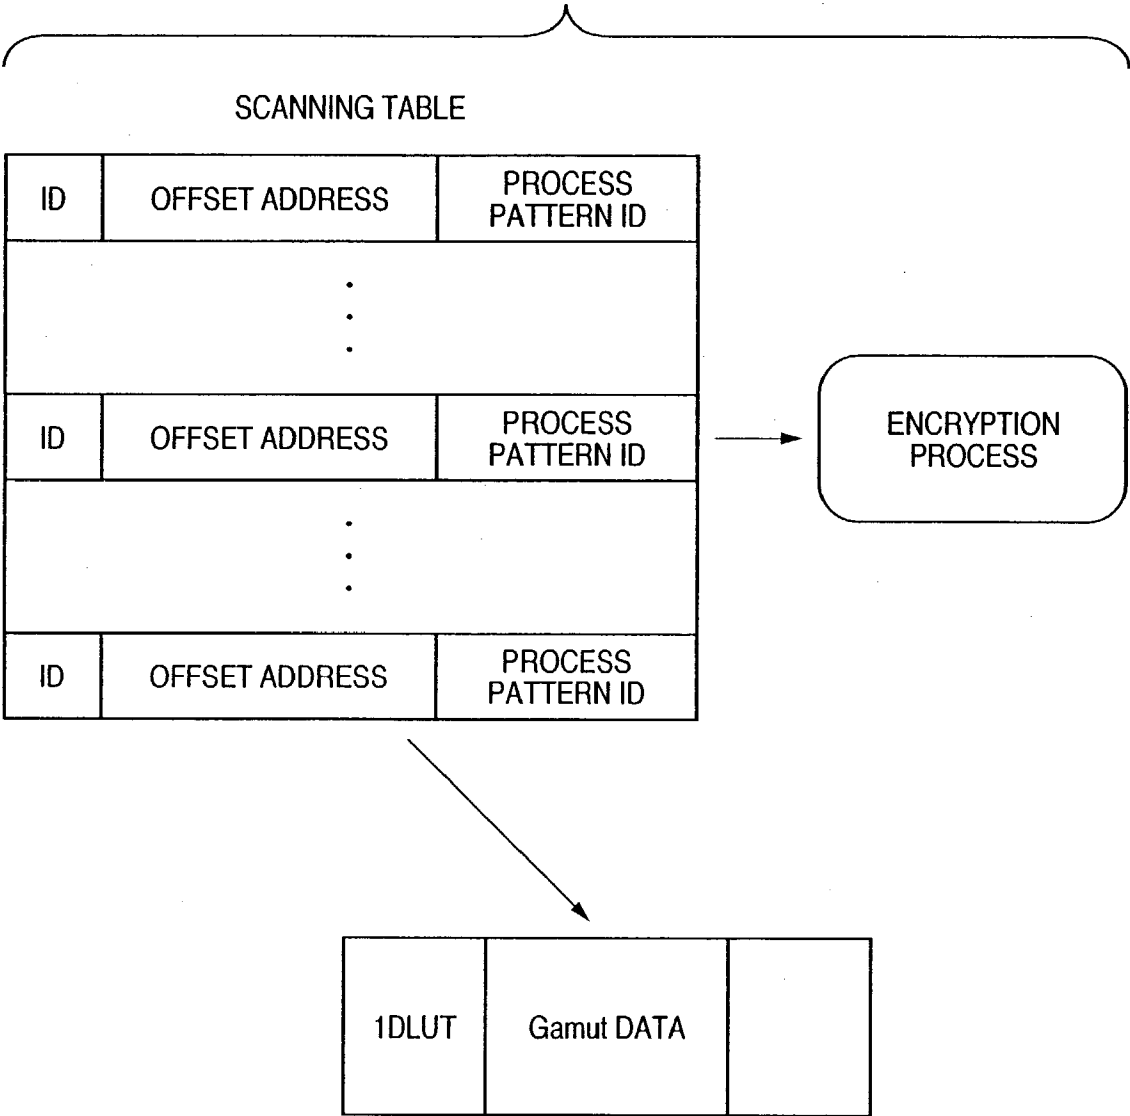 SCANNING TABLE
ID
OFFSET ADDRESS
PROCESS
PATTERN ID
ID
OFFSET ADDRESS
PROCESS
PATTERN ID
ENCRYPTION
PROCESS
ID
OFFSET ADDRESS
PROCESS
PATTERN ID
1DLUT
Gamut DATA